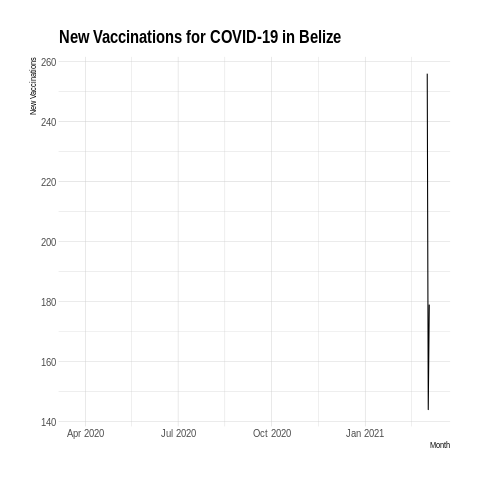 New Vaccinations for COVID-19 in Belize
New Vaccinations
260
240
220
200
180
160
140
Apr 2020 Jul 2020 Oct 2020 Jan 2021
Month